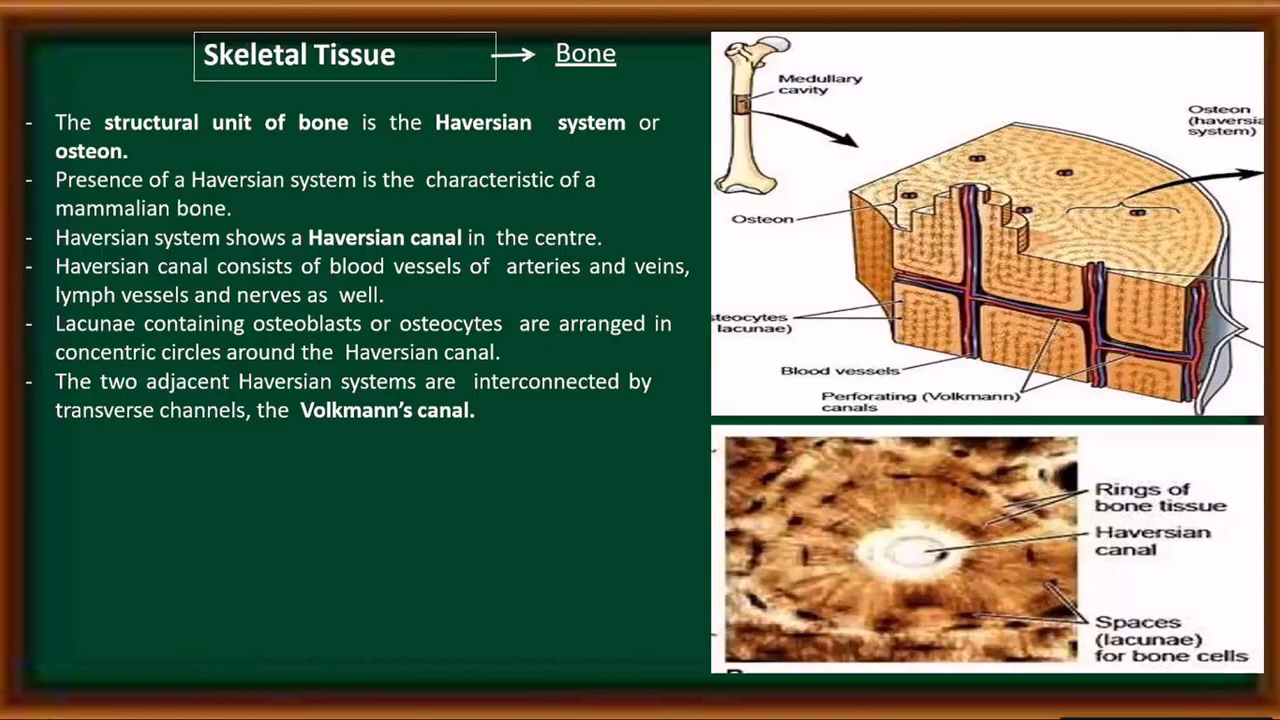 Skeletal Tissue
Bone
- The structural unit of bone is the Haversian system or
osteon.
- Presence of a Haversian system is the characteristic of a
mammalian bone.
- Haversian system shows a Haversian canal in the centre.
- Haversian canal consists of blood vessels of arteries and veins,
lymph vessels and nerves as well.
- Lacunae containing osteoblasts or osteocytes are arranged in
concentric circles around the Haversian canal.
- The two adjacent Haversian systems are interconnected by
transverse channels, the Volkmann's canal.
Medullary
cavity
Osteon
(haversia
system)
Osteon
teocytes
lacunae)
Blood vessels
Perforating (Volkmann)
canals
Rings of
bone tissue
Haversian
canal
Spaces
(lacunae)
for bone cells